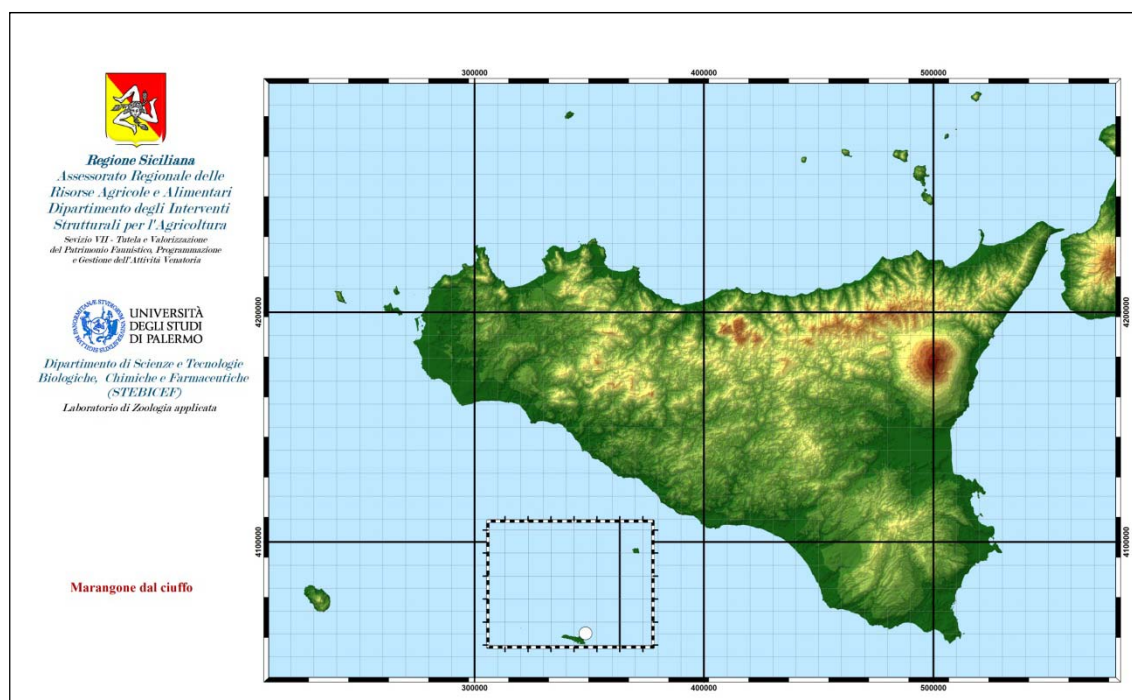 300000 400000 500000
Regione Siciliana
Assessorato Regionale delle
Risorse Agricole e Alimentari
Dipartimento degli Interventi
Strutturali per l'Agricoltura
Sevizio VII - Tutela e Valorizzazione
del Patrimonio Faunistico, Programmazione
e Gestione dell'Attività Venatoria
UNIVERSITÀ
DEGLI STUDI
DI PALERMO
Dipartimento di Scienze e Tecnologie
Biologiche, Chimiche e Farmaceutiche
(STEBICEF)
Laboratorio di Zoologia applicata
Marangone dal ciuffo
4200000 4200000
4100000 4100000
300000 400000 500000